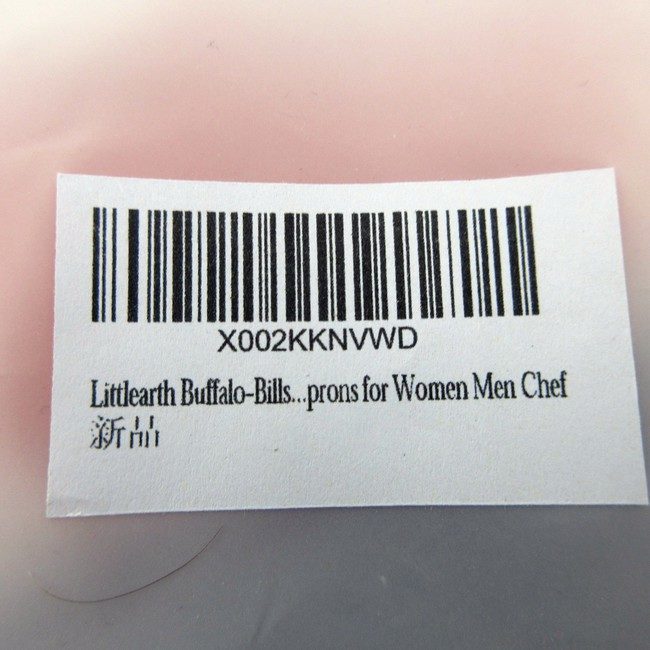 X002KKNVWD
Littlearth Buffalo-Bills...prons for Women Men Chef
新品